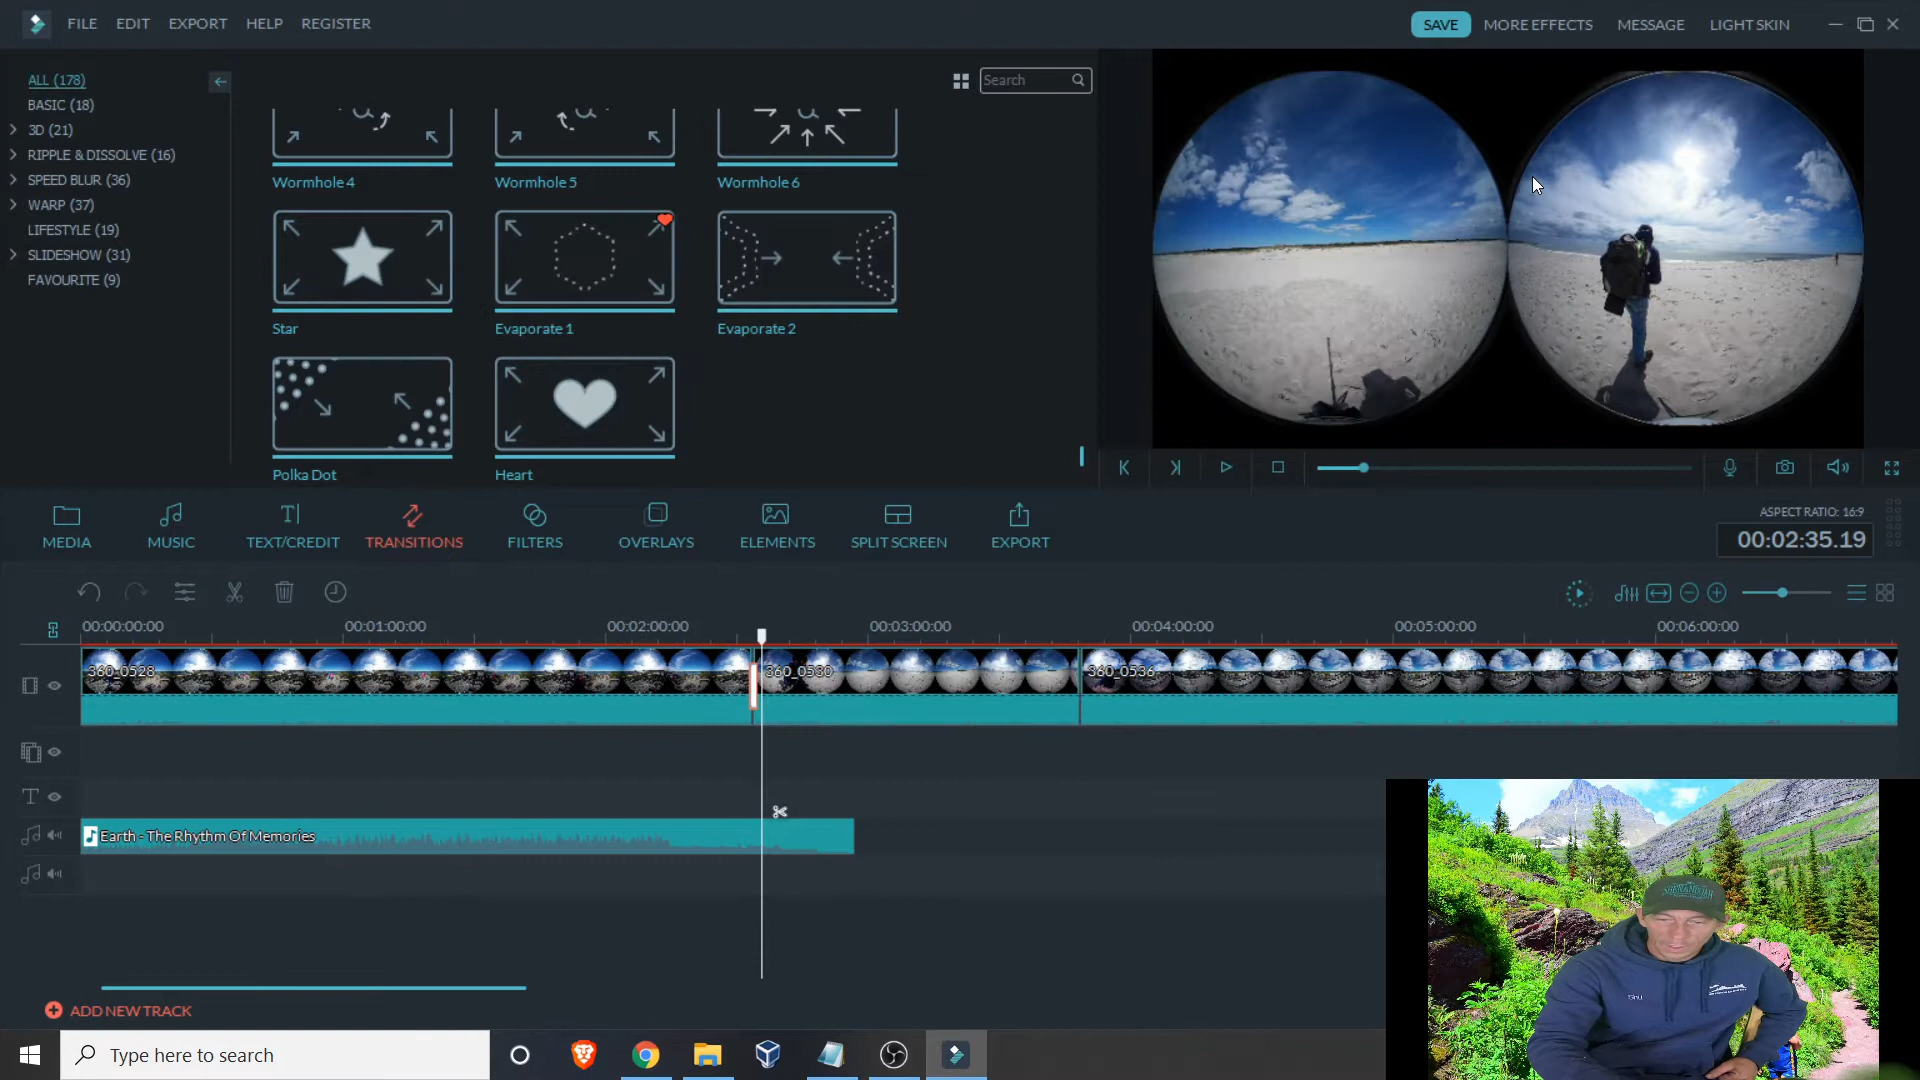 FILE EDIT EXPORT HELP REGISTER
SAVE MORE EFFECTS MESSAGE LIGHT SKIN
ALL (178)
BASIC (18)
3D (21)
RIPPLE & DISSOLVE (16)
SPEED BLUR (36)
WARP (37)
LIFESTYLE (19)
SLIDESHOW (31)
FAVOURITE (9)
Search
Wormhole 4 Wormhole 5 Wormhole 6
Star Evaporate 1 Evaporate 2
Polka Dot Heart
MEDIA MUSIC TEXT/CREDIT TRANSITIONS FILTERS OVERLAYS ELEMENTS SPLIT SCREEN EXPORT
ASPECT RATIO: 16:9
00:02:35.19
00:00:00:00 00:01:00:00 00:02:00:00 00:03:00:00 00:04:00:00 00:05:00:00 00:06:00:00
360_0528 360_0530 360_0536
Earth - The Rhythm Of Memories
ADD NEW TRACK
Type here to search